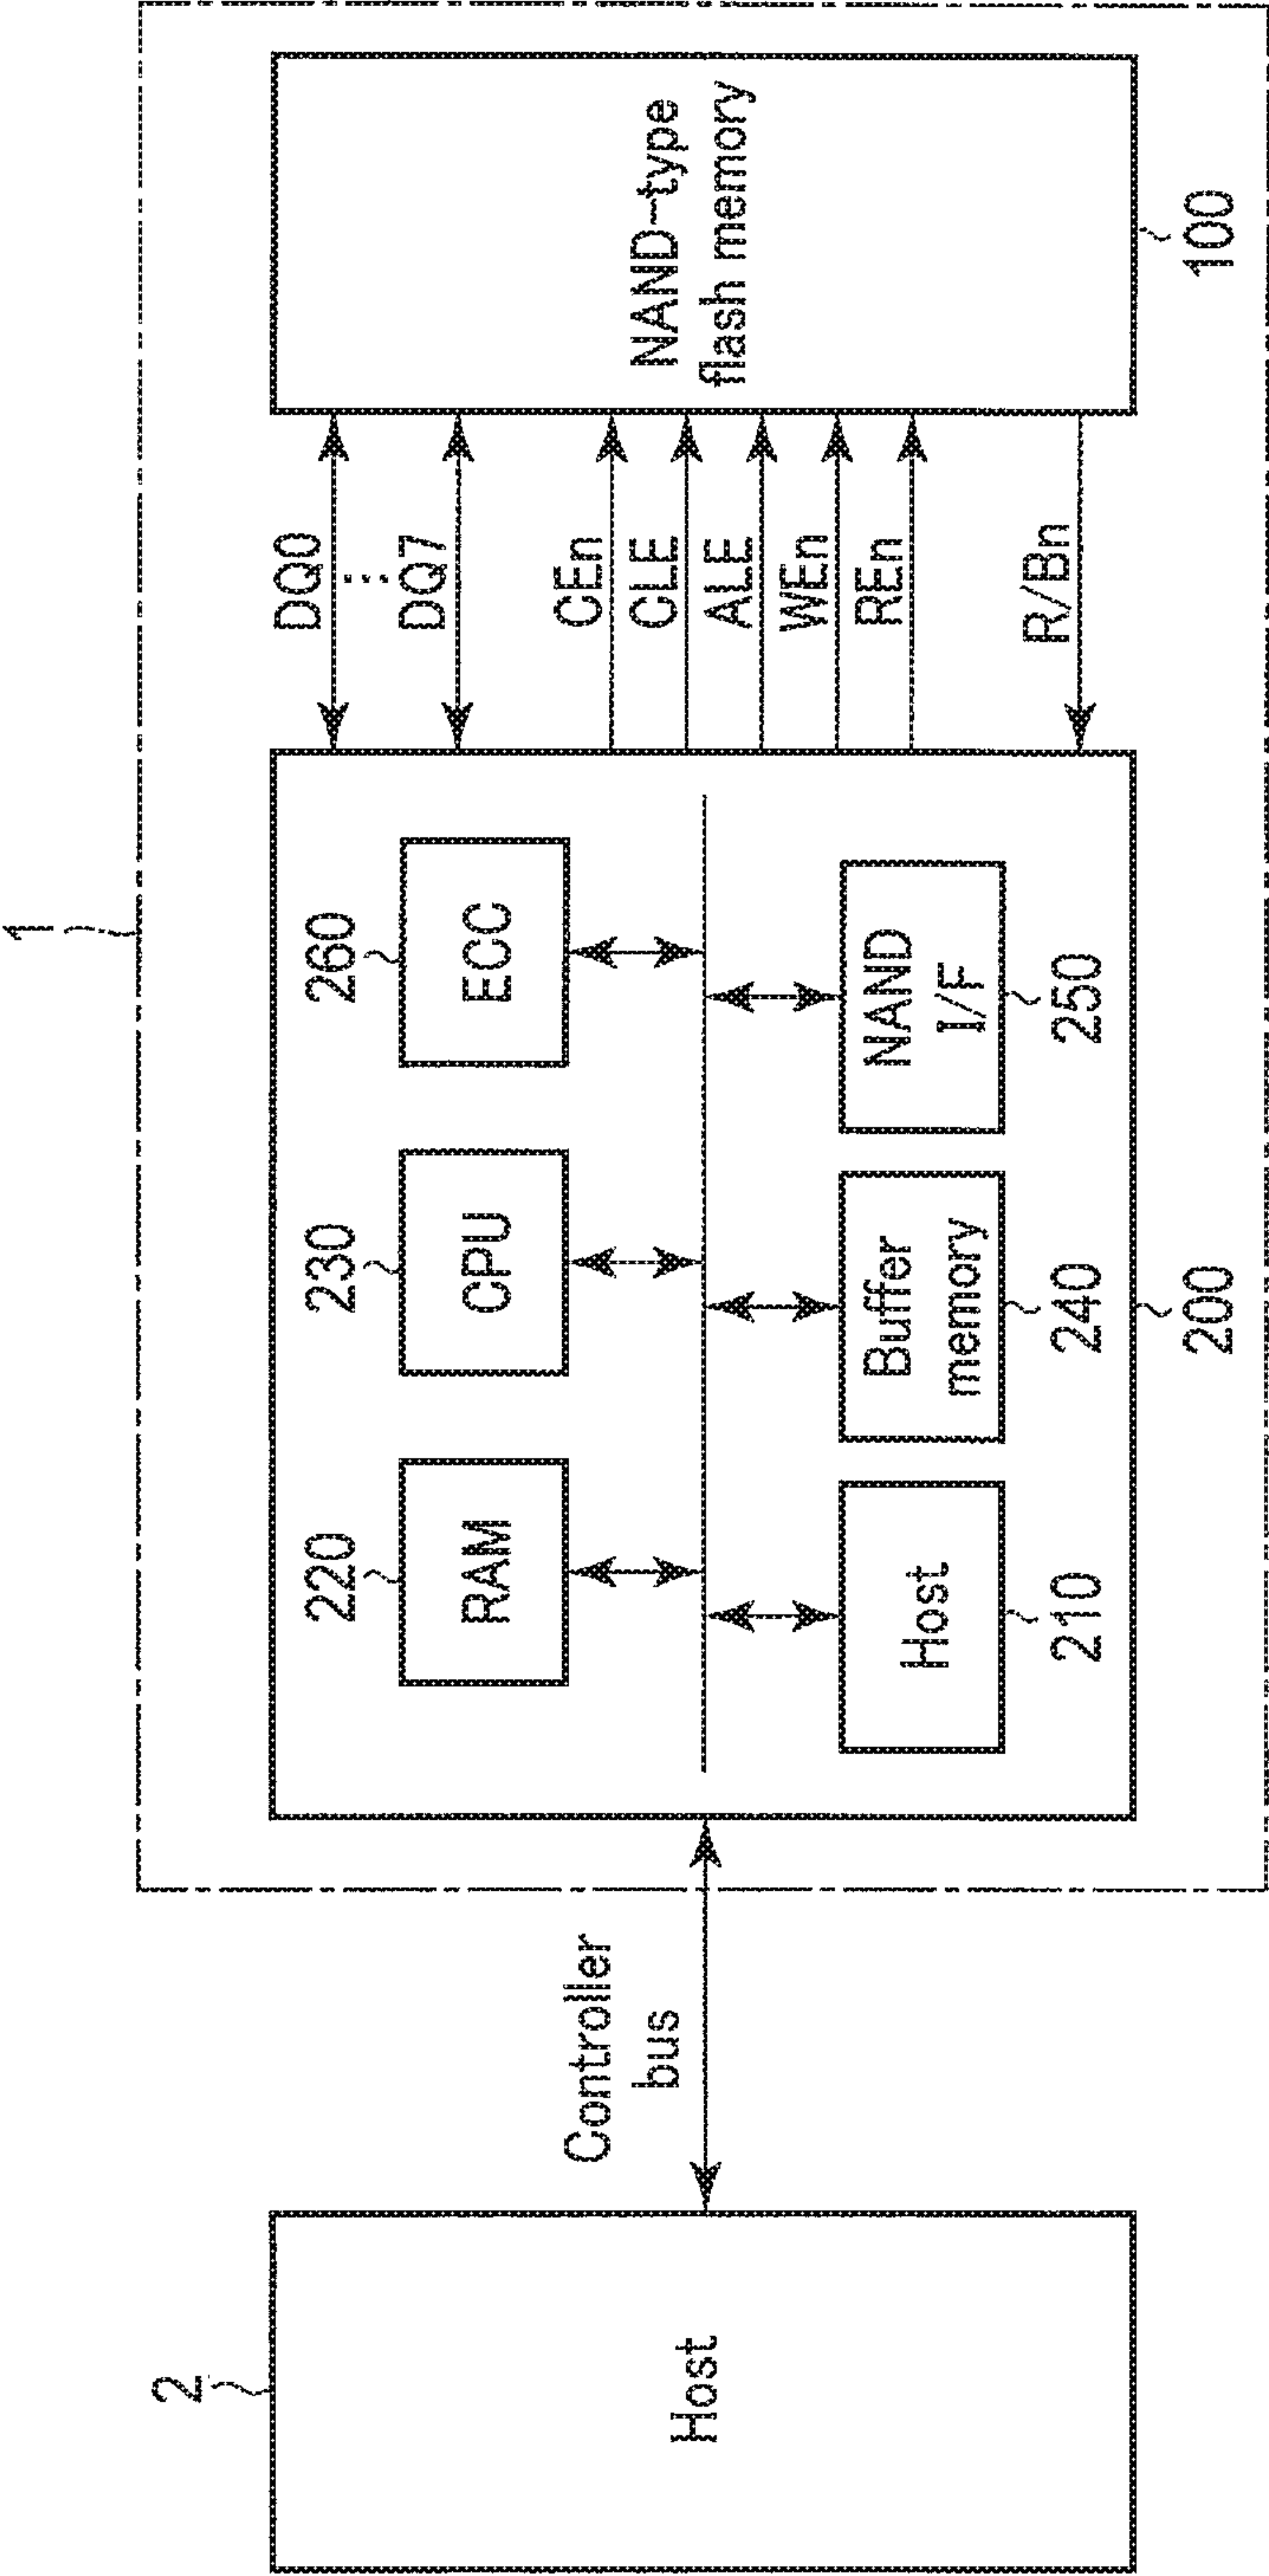 1
2
Host
Controller
bus
220
RAM
230
CPU
260
ECC
Host
210
Buffer
memory
240
NAND
I/F
250
200
DQ0
⋮
DQ7
CEn
CLE
ALE
WEn
REn
R/Bn
NAND-type
flash memory
100